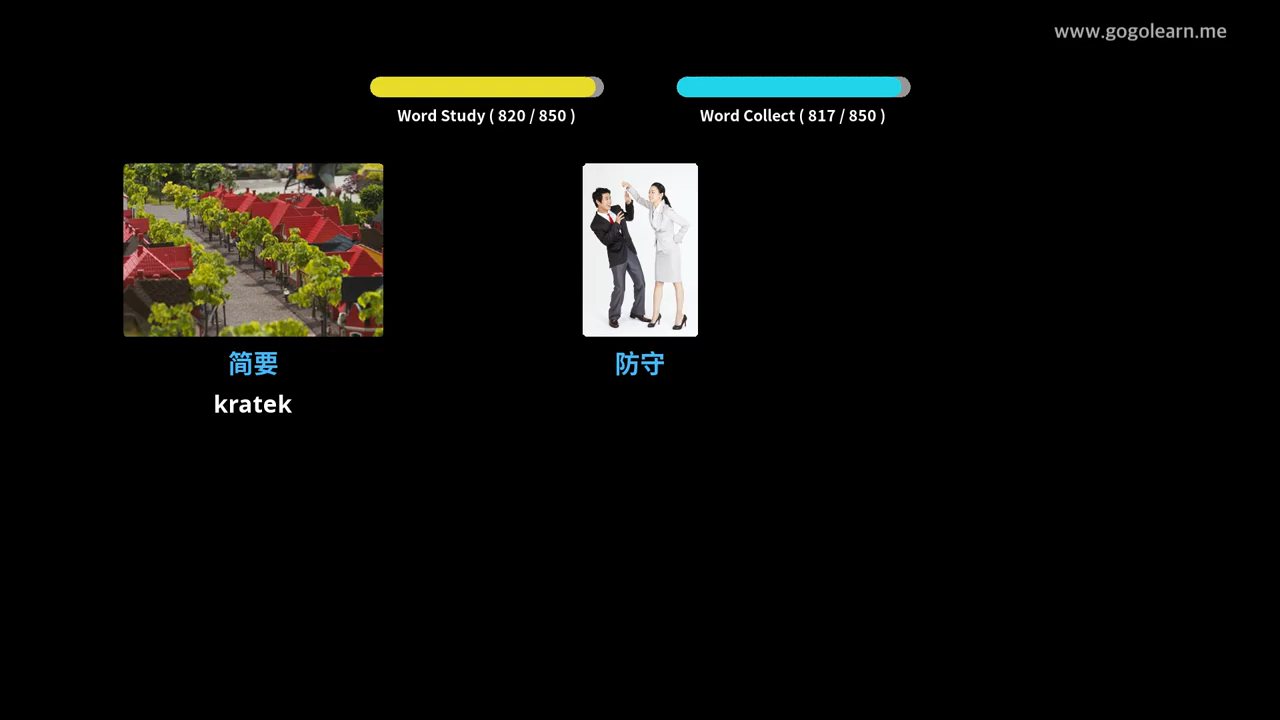 www.gogolearn.me
Word Study ( 820 / 850 )
Word Collect ( 817 / 850 )
简要
kratek
防守